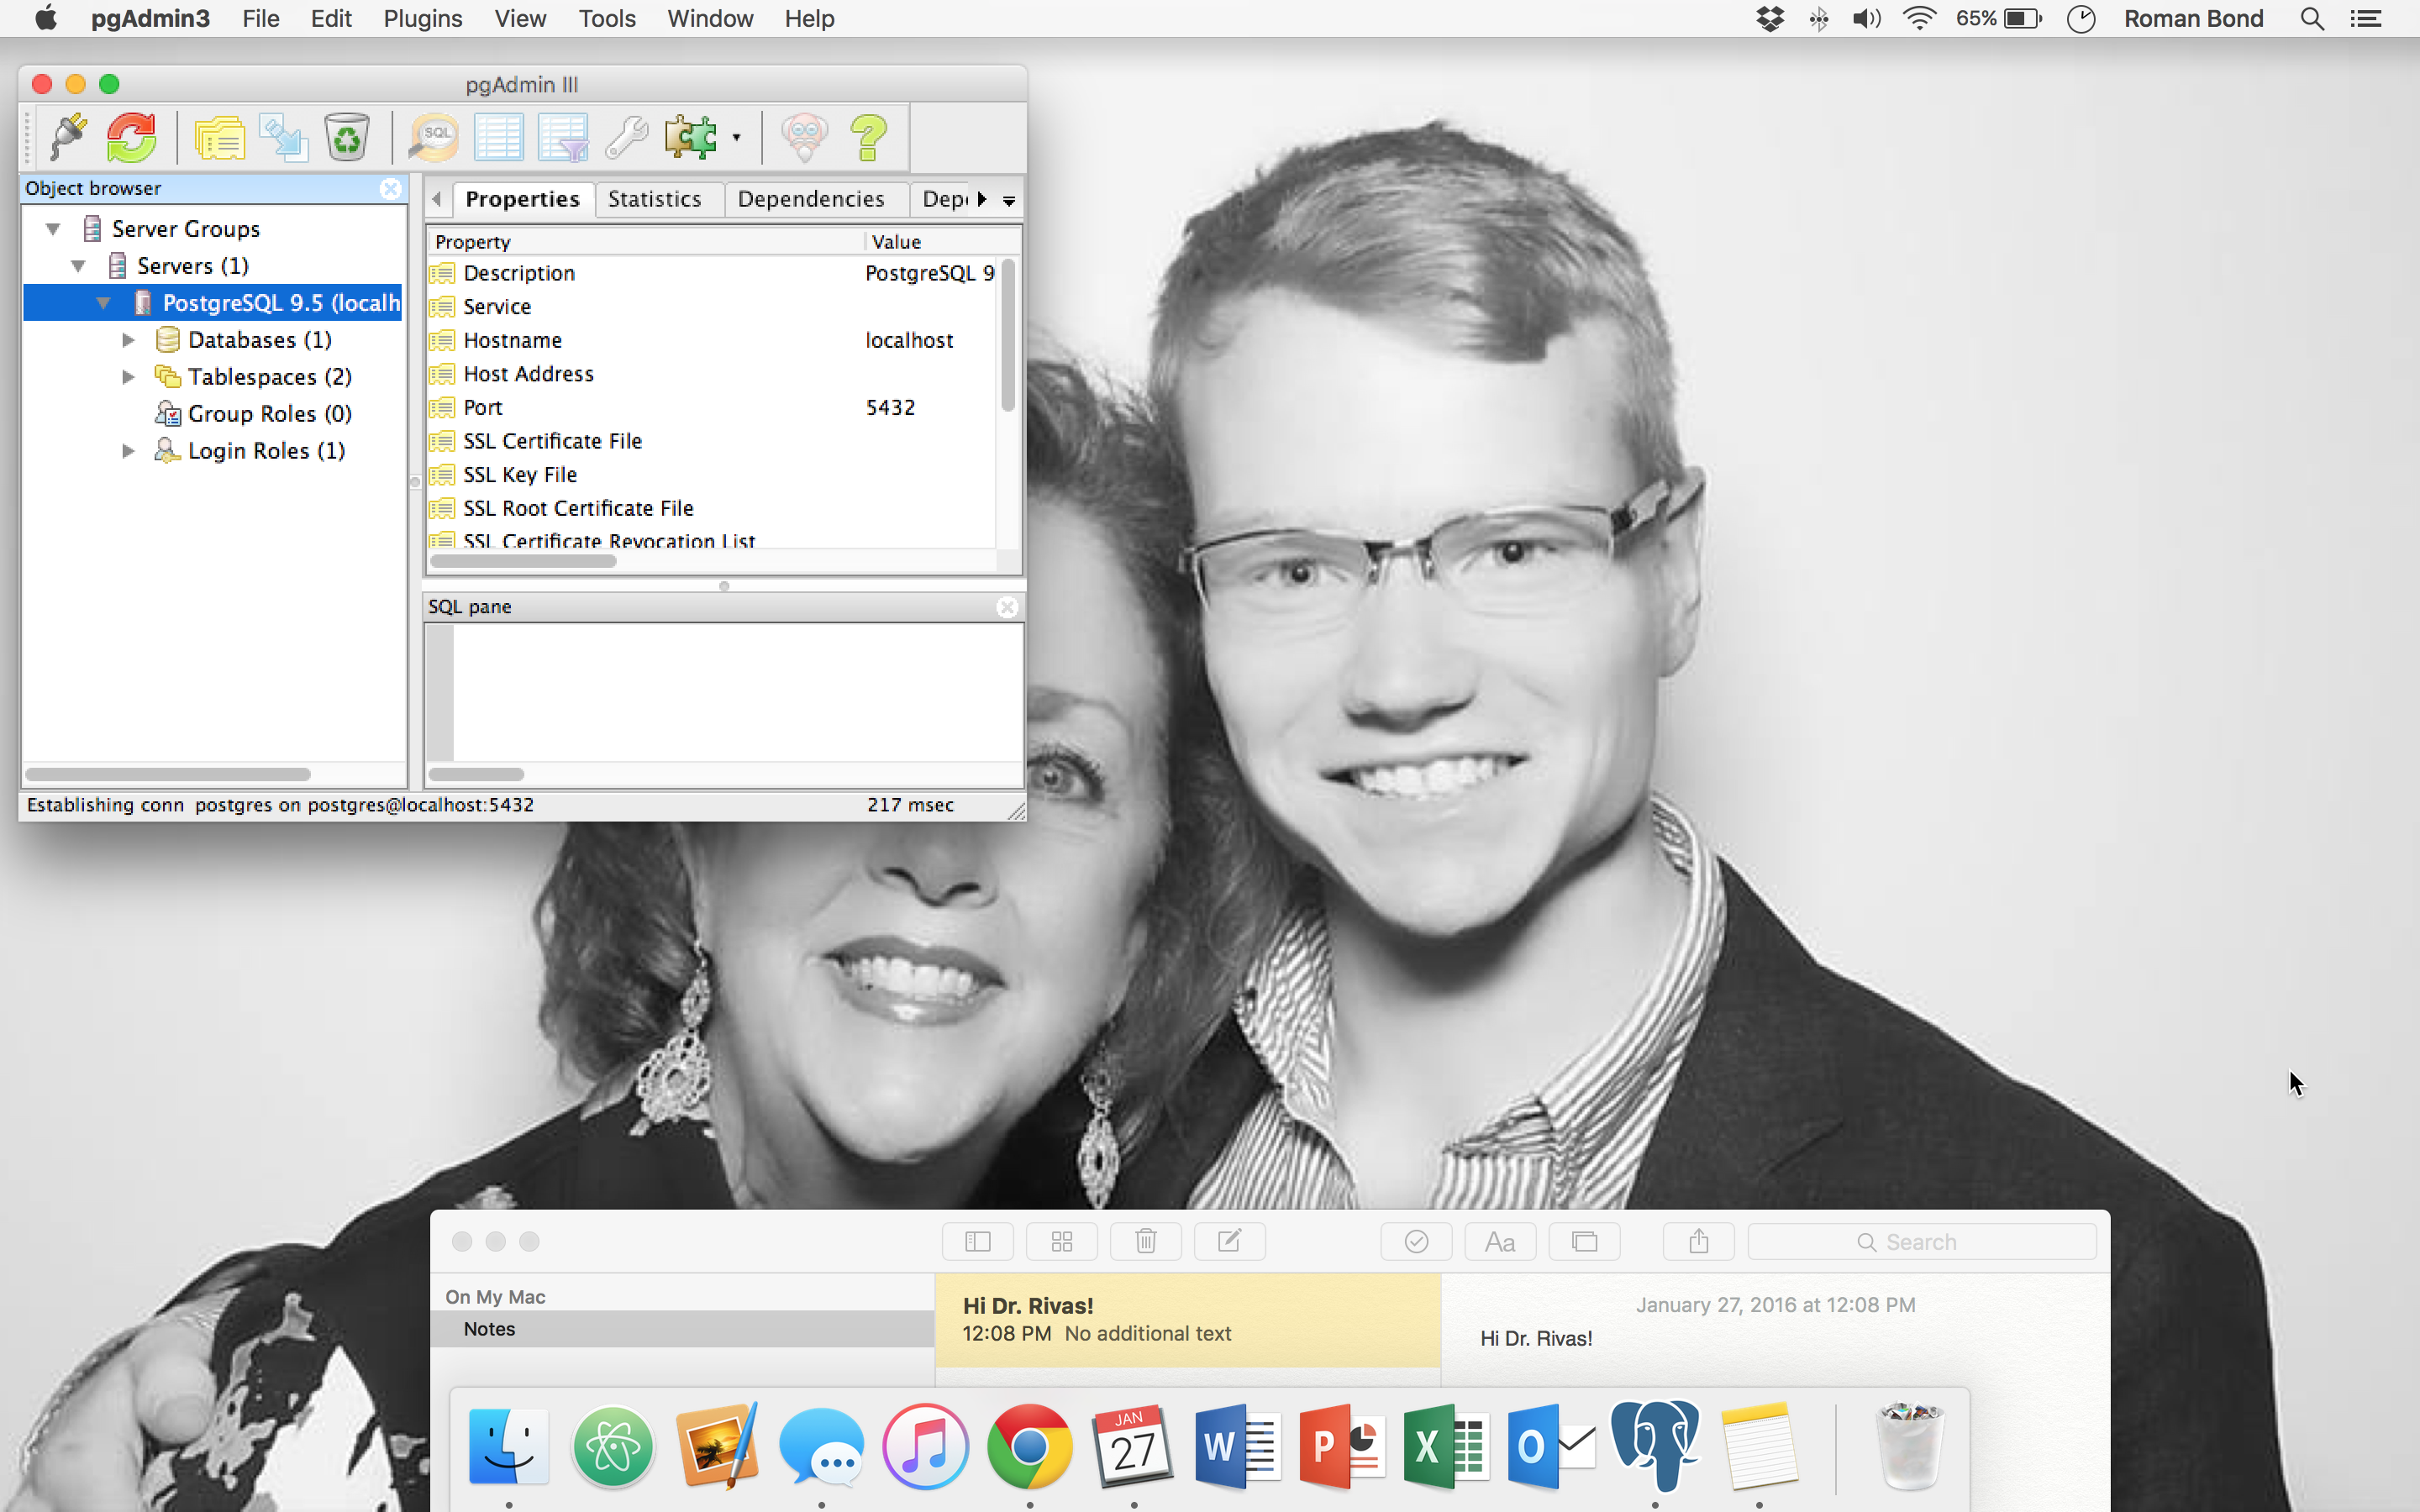 pgAdmin3 File Edit Plugins View Tools Window Help 65% Roman Bond
pgAdmin III
SQL
Object browser
Server Groups
Servers (1)
PostgreSQL 9.5 (localh
Databases (1)
Tablespaces (2)
Group Roles (0)
Login Roles (1)
Properties Statistics Dependencies Depe
Property Value
Description PostgreSQL 9
Service
Hostname localhost
Host Address
Port 5432
SSL Certificate File
SSL Key File
SSL Root Certificate File
SSL Certificate Revocation List
SQL pane
Establishing conn postgres on postgres@localhost:5432 217 msec
Aa Search
On My Mac
Notes
Hi Dr. Rivas!
12:08 PM No additional text
January 27, 2016 at 12:08 PM
Hi Dr. Rivas!
JAN
27
W P X O